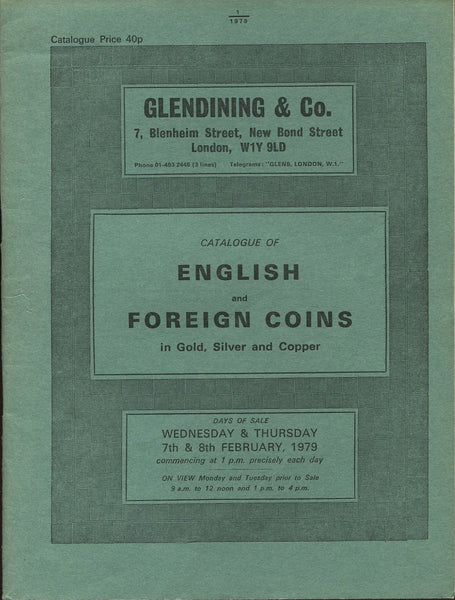 1
1979
Catalogue Price 40p
GLENDINING & Co.
7, Blenheim Street, New Bond Street
London, W1Y 9LD
Phone 01-493 2445 (3 lines) Telegrams: "GLENS, LONDON, W.1."
CATALOGUE OF
ENGLISH
and
FOREIGN COINS
in Gold, Silver and Copper
DAYS OF SALE
WEDNESDAY & THURSDAY
7th & 8th FEBRUARY, 1979
commencing at 1 p.m. precisely each day
ON VIEW Monday and Tuesday prior to Sale
9 a.m. to 12 noon and 1 p.m. to 4 p.m.